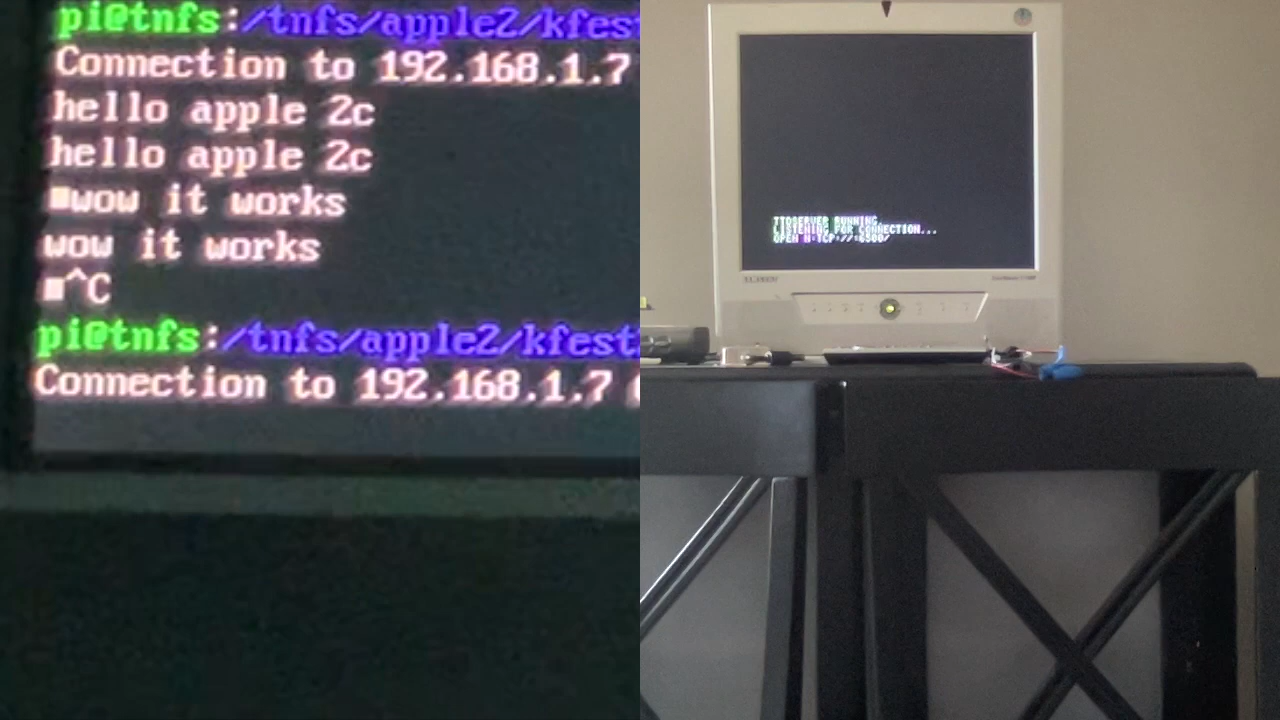 pi@tnfs:/tnfs/apple2/kfest
Connection to 192.168.1.7
hello apple 2c
hello apple 2c
■wow it works
wow it works
■^C
pi@tnfs:/tnfs/apple2/kfest
Connection to 192.168.1.7
RUNNING.
LISTENING FOR CONNECTION...
OPEN N:TCP://:6500/